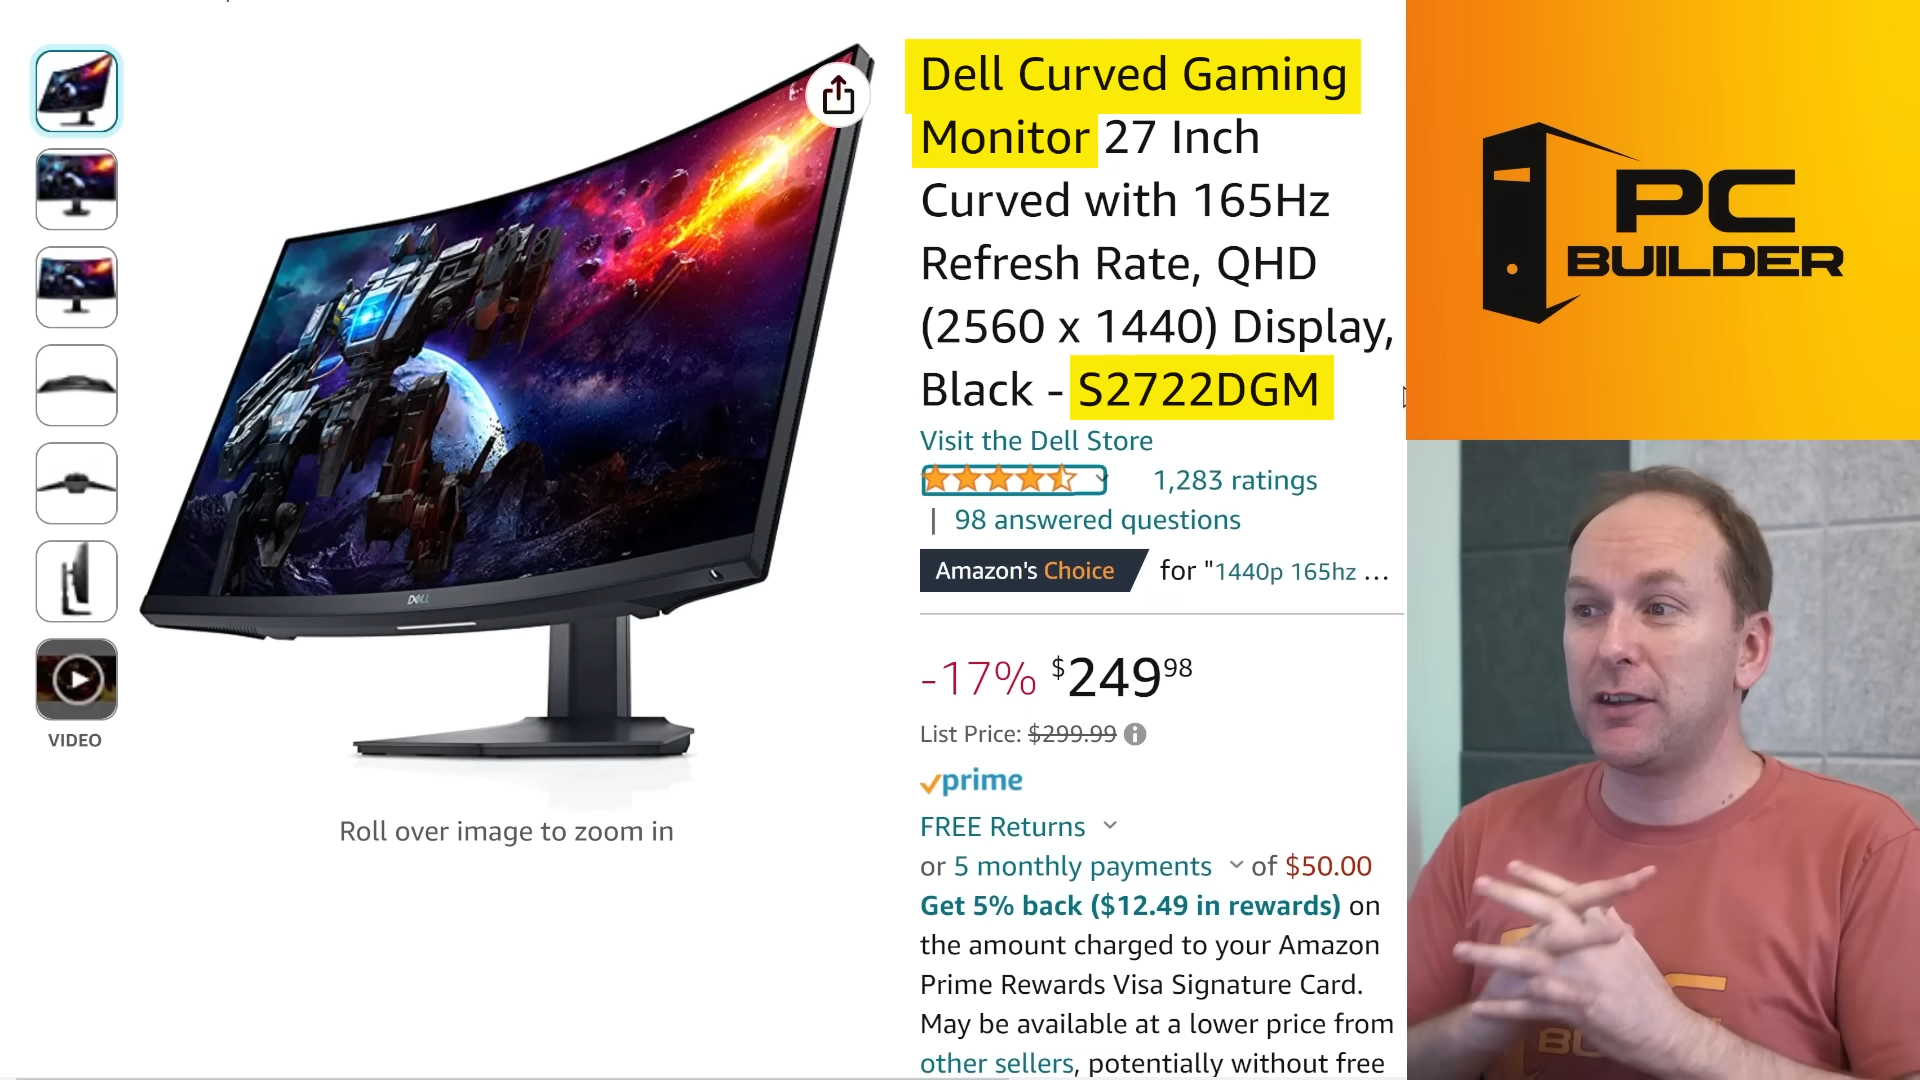 Dell Curved Gaming
Monitor 27 Inch
Curved with 165Hz
Refresh Rate, QHD
(2560 x 1440) Display,
Black - S2722DGM
Visit the Dell Store
1,283 ratings
| 98 answered questions
Amazon's Choice for "1440p 165hz ...
-17% $24998
List Price: $299.99
prime
FREE Returns
or 5 monthly payments of $50.00
Get 5% back ($12.49 in rewards) on
the amount charged to your Amazon
Prime Rewards Visa Signature Card.
May be available at a lower price from
other sellers, potentially without free
VIDEO
Roll over image to zoom in
DELL
PC
BUILDER